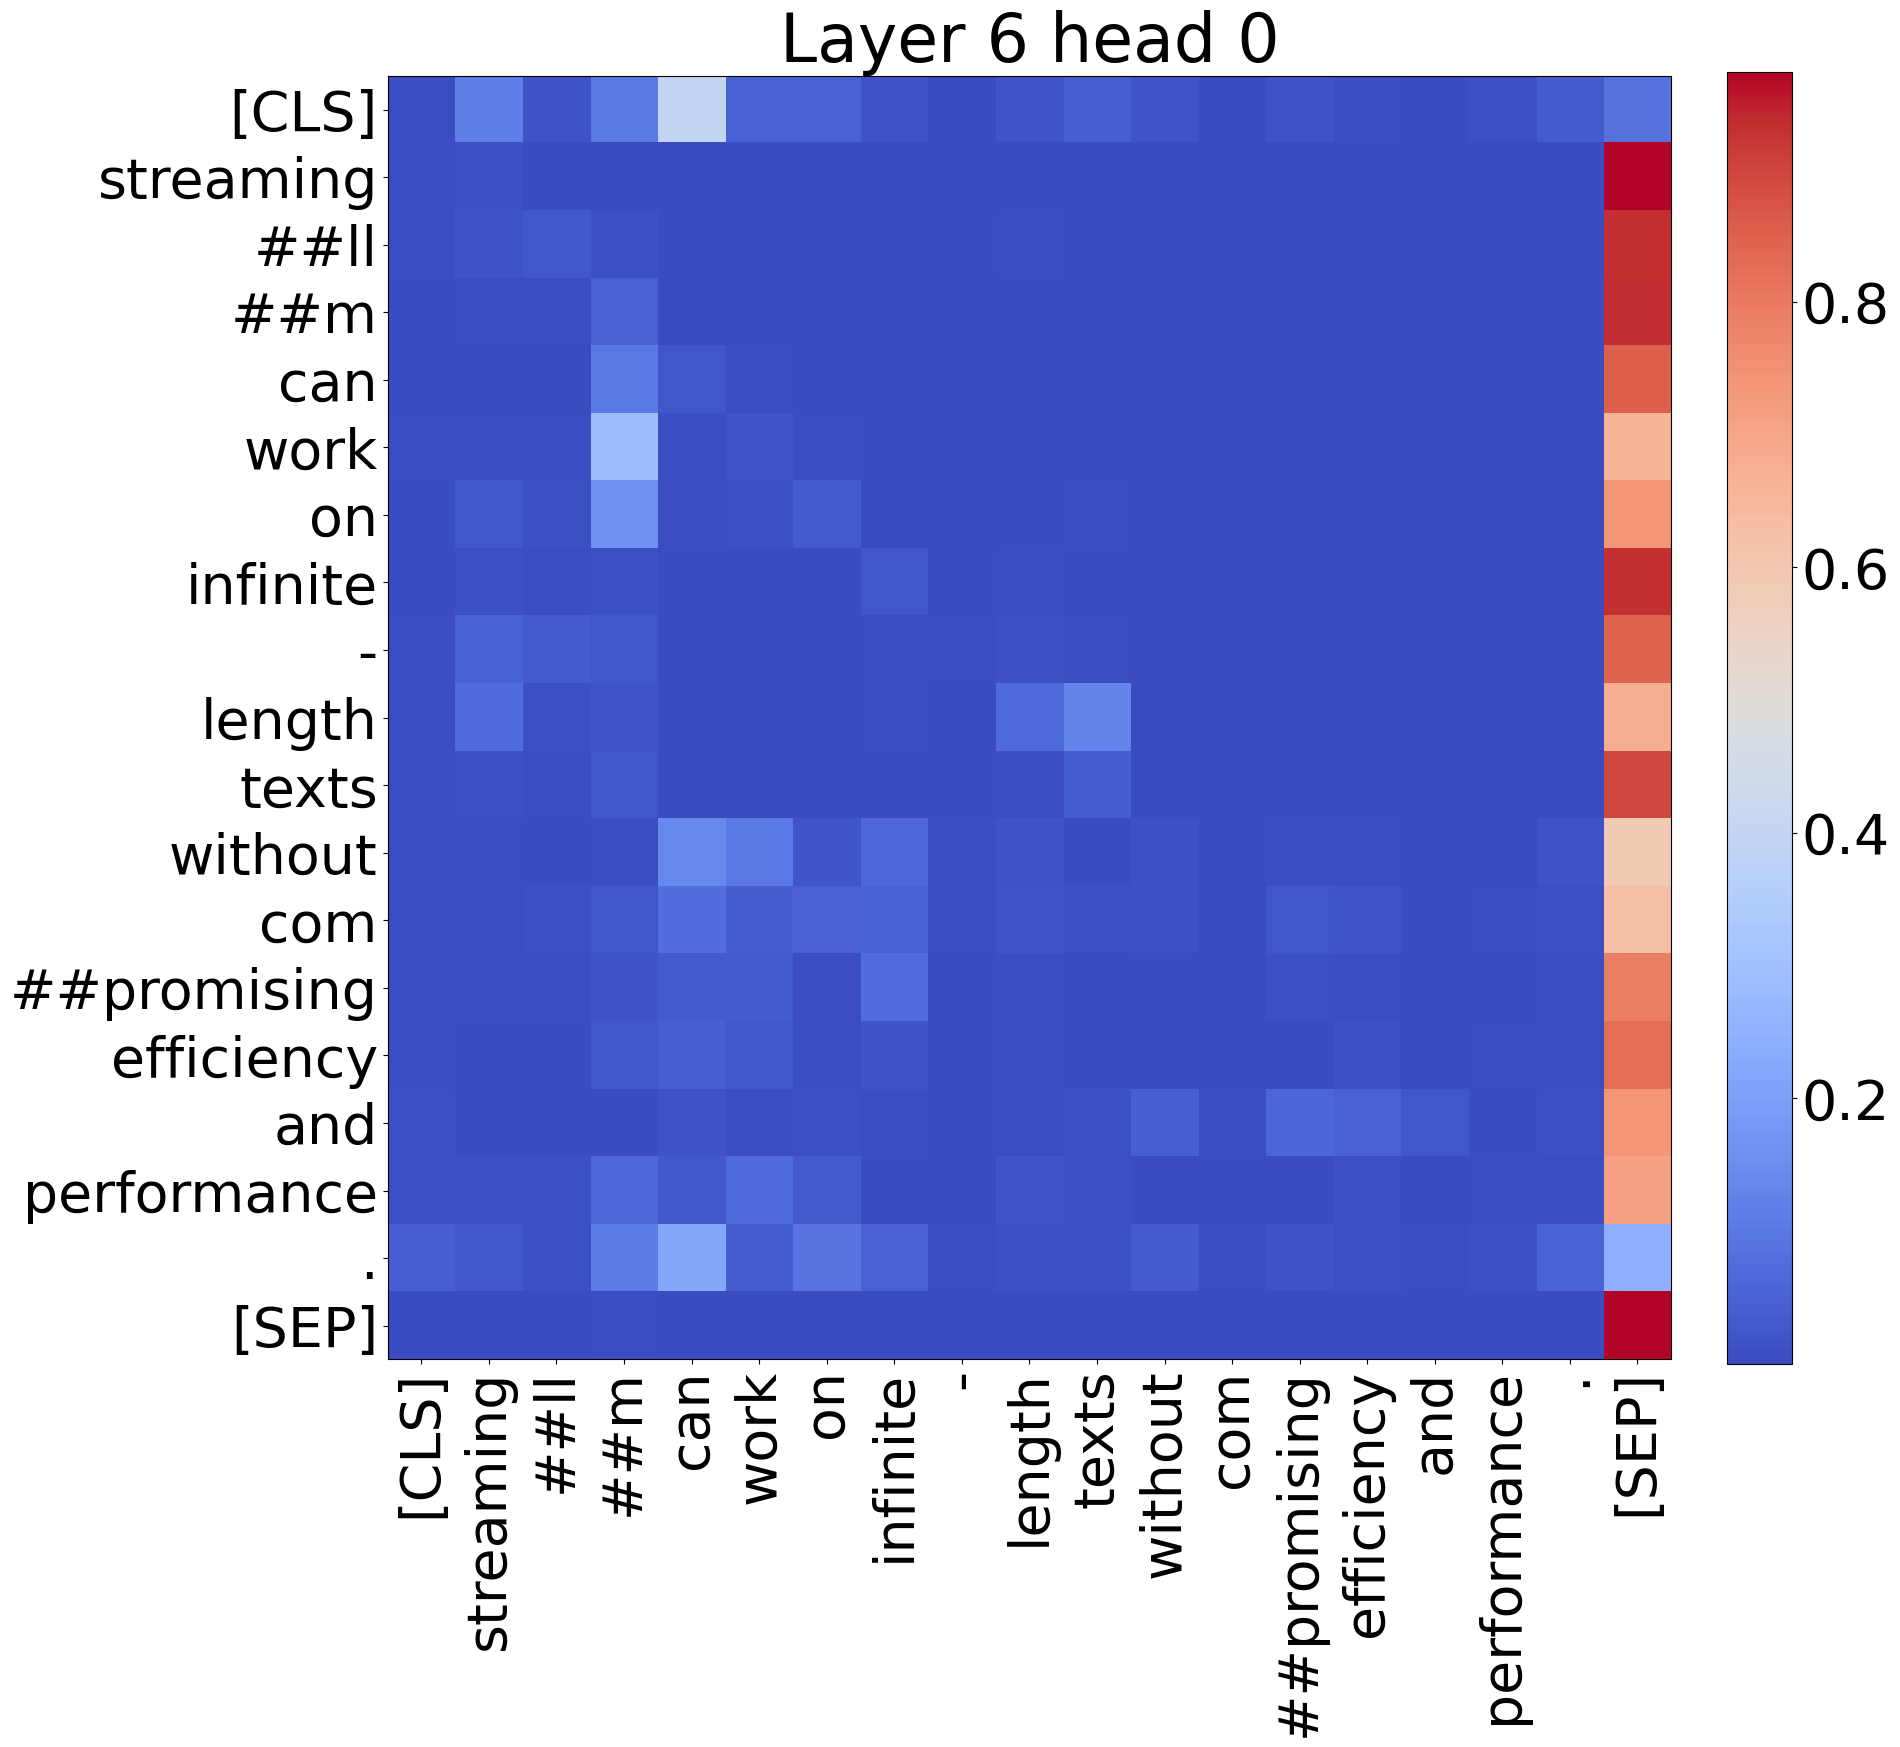 Layer 6 head 0
[CLS]
streaming
##ll
##m
can
work
on
infinite
-
length
texts
without
com
##promising
efficiency
and
performance
.
[SEP]
[CLS]
streaming
##ll
##m
can
work
on
infinite
-
length
texts
without
com
##promising
efficiency
and
performance
.
[SEP]
0.8
0.6
0.4
0.2